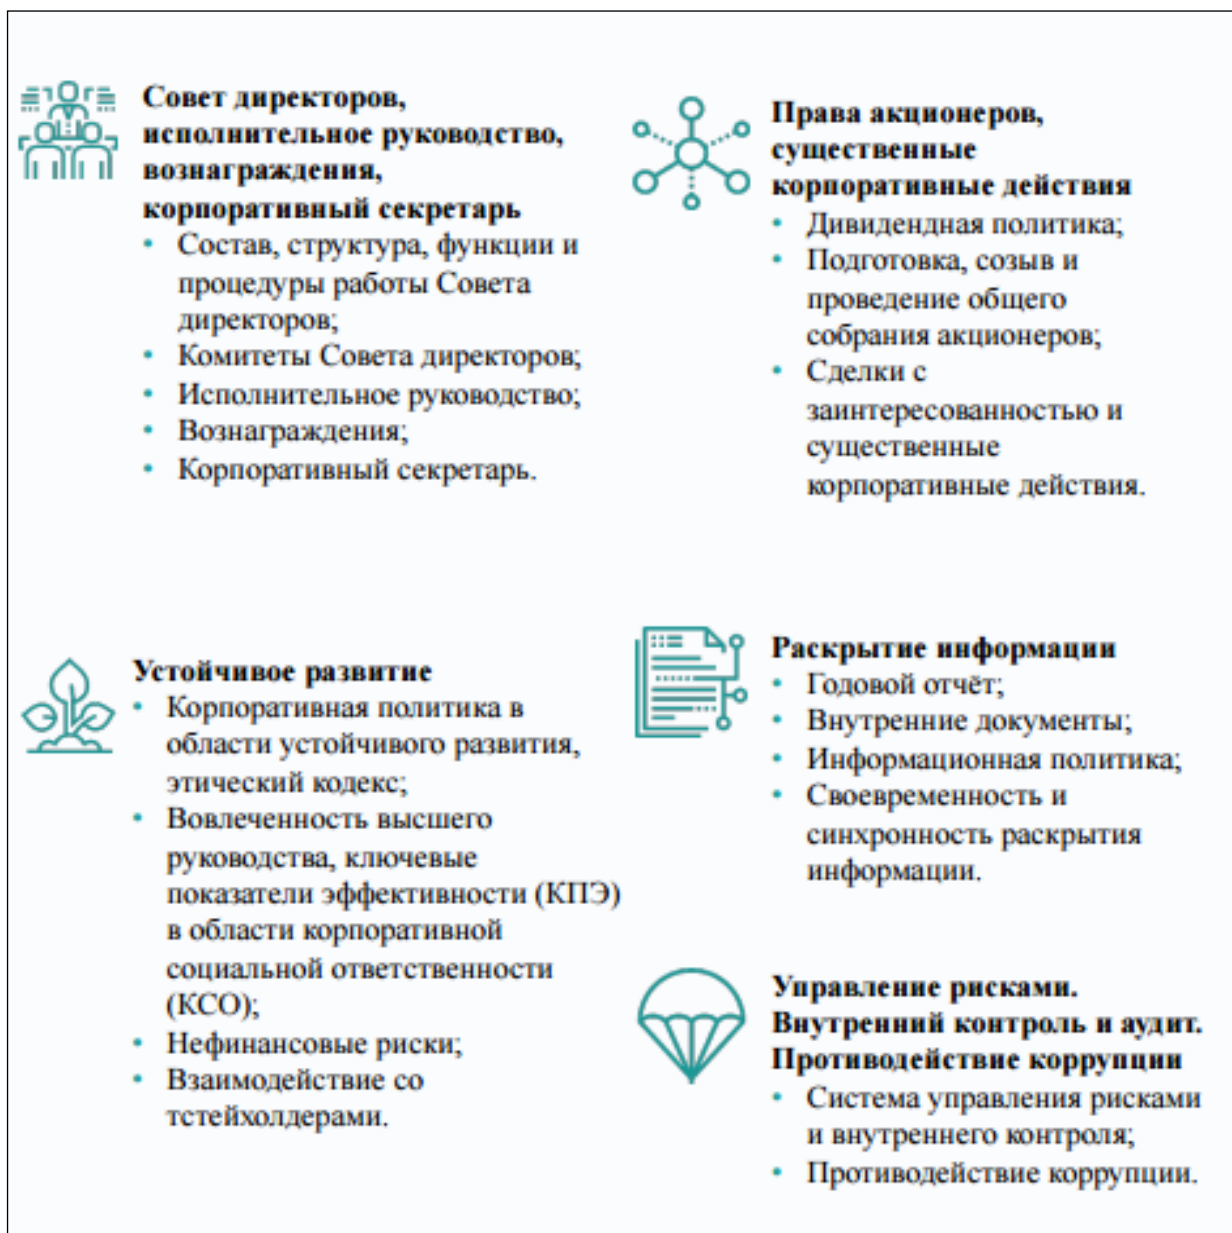 Совет директоров,
исполнительное руководство,
вознаграждения,
корпоративный секретарь
• Состав, структура, функции и
процедуры работы Совета
директоров;
• Комитеты Совета директоров;
• Исполнительное руководство;
• Вознаграждения;
• Корпоративный секретарь.
Права акционеров,
существенные
корпоративные действия
• Дивидендная политика;
• Подготовка, созыв и
проведение общего
собрания акционеров;
• Сделки с
заинтересованностью и
существенные
корпоративные действия.
Устойчивое развитие
• Корпоративная политика в
области устойчивого развития,
этический кодекс;
• Вовлеченность высшего
руководства, ключевые
показатели эффективности (КПЭ)
в области корпоративной
социальной ответственности
(КСО);
• Нефинансовые риски;
• Взаимодействие со
тстейхолдерами.
Раскрытие информации
• Годовой отчёт;
• Внутренние документы;
• Информационная политика;
• Своевременность и
синхронность раскрытия
информации.
Управление рисками.
Внутренний контроль и аудит.
Противодействие коррупции
• Система управления рисками
и внутреннего контроля;
• Противодействие коррупции.